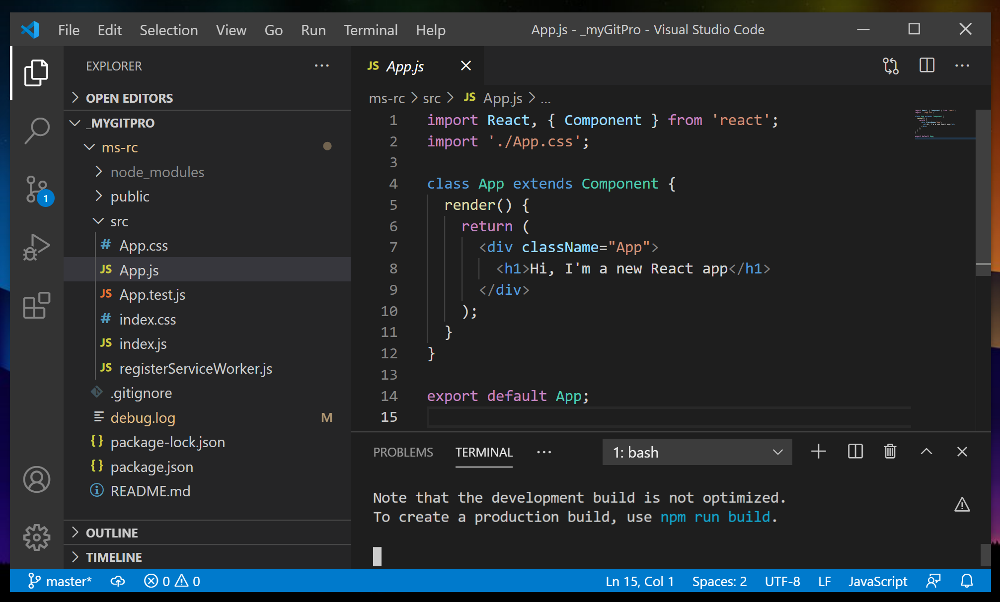 File Edit Selection View Go Run Terminal Help App.js - _myGitPro - Visual Studio Code
EXPLORER
OPEN EDITORS
_MYGITPRO
ms-rc
node_modules
public
src
# App.css
JS App.js
JS App.test.js
# index.css
JS index.js
JS registerServiceWorker.js
.gitignore
debug.log M
{} package-lock.json
{} package.json
README.md
OUTLINE
TIMELINE
1
JS App.js
ms-rc > src > JS App.js > ...
1 import React, { Component } from 'react';
2 import './App.css';
3
4 class App extends Component {
5 render() {
6 return (
7 <div className="App">
8 <h1>Hi, I'm a new React app</h1>
9 </div>
10 );
11 }
12 }
13
14 export default App;
15
PROBLEMS TERMINAL ... 1: bash
Note that the development build is not optimized.
To create a production build, use npm run build.
master* 0 0 Ln 15, Col 1 Spaces: 2 UTF-8 LF JavaScript